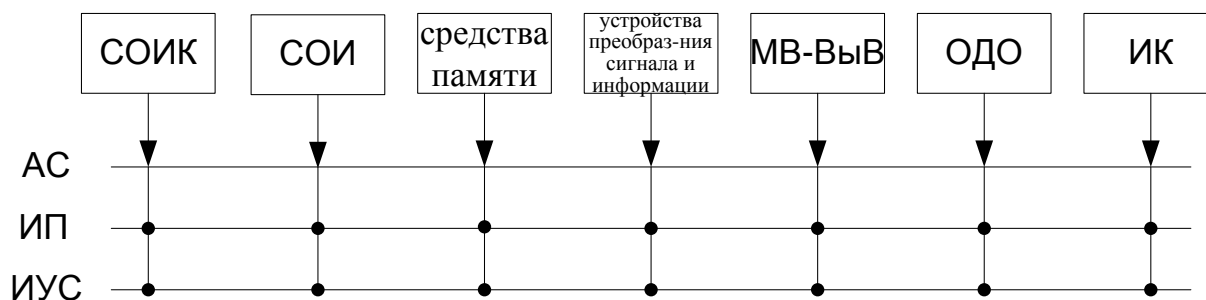 СОИК
СОИ
средства
памяти
устройства
преобраз-ния
сигнала и
информации
МВ-ВыВ
ОДО
ИК
АС
ИП
ИУС